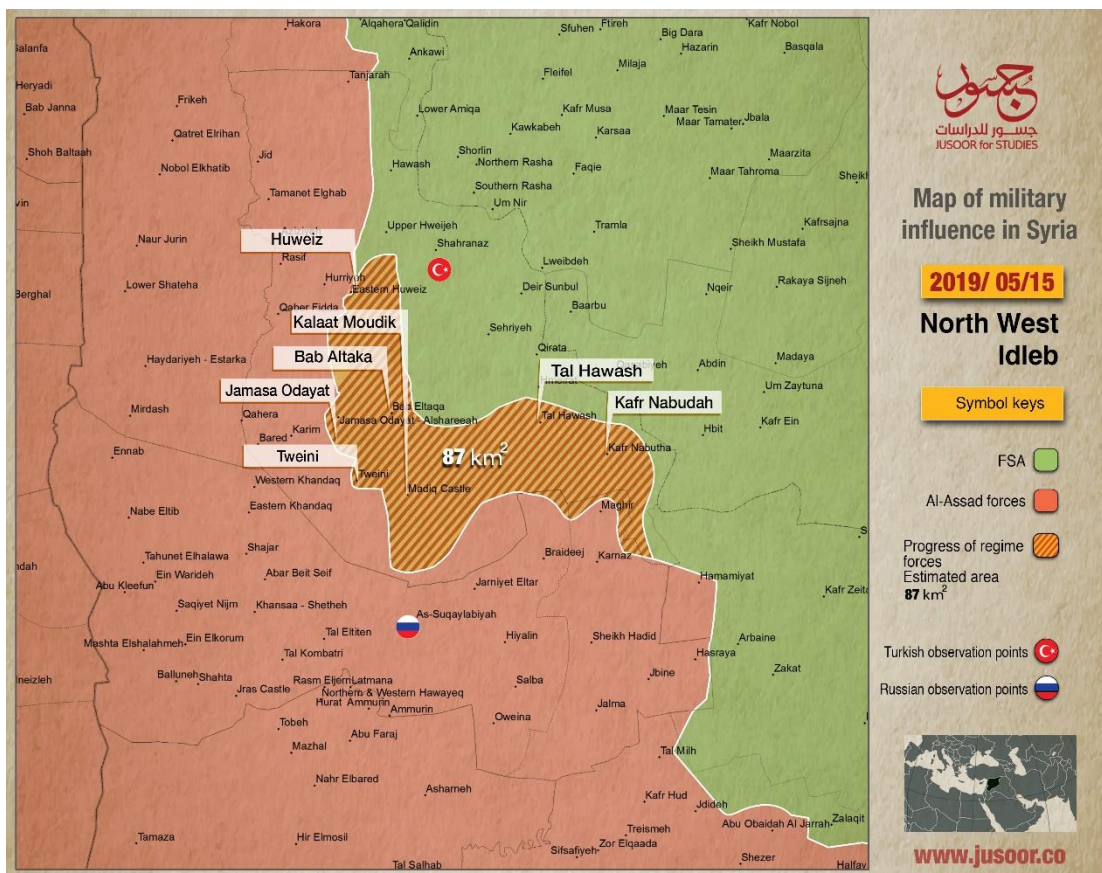 Hakora
Alqahera
Qalidin
Sfuhen
Ftireh
Kafr Nobol
Big Dara
Hazarin
Basqala
Ankawi
Milaja
Fleifel
Tanjarah
Heryadi
Bab Janna
Frikeh
Lower Amiqa
Kafr Musa
Maar Tesin
Maar Tamater
Jbala
Kawkabeh
Karsaa
Qatret Elrihan
Shoh Baltaah
Jid
Nobol Elkhatib
Hawash
Shorlin
Northern Rasha
Faqie
Maarzita
Maar Tahroma
Southern Rasha
Tamanet Elghab
Um Nir
Upper Hweijeh
Tramla
Kafrsajna
Naur Jurin
Huweiz
Shahranaz
Sheikh Mustafa
Rasif
Lweibdeh
Hurriyeh
Eastern Huweiz
Lower Shateha
Deir Sunbul
Nqeir
Rakaya Sijneh
Berghal
Qaber Fidda
Baarbu
Kalaat Moudik
Sehriyeh
Qirata
Bab Altaka
Haydariyeh - Estarka
Abdin
Madaya
Tal Hawash
Um Zaytuna
Jamasa Odayat
Kafr Nabudah
Mirdash
Qahera
Bab Eltaqa
Jamasa Odayat - Alshareeah
Tal Hawash
Kafr Ein
Karim
Hbit
Bared
Ennab
Tweini
87 km²
Kafr Nabutha
Tweini
Western Khandaq
Madiq Castle
Nabe Eltib
Eastern Khandaq
Maghir
Shajar
Tahunet Elhalawa
Braideej
Karnaz
Ein Warideh
Abar Beit Seif
Abu Kleefun
Jarniyet Eltar
Hamamiyat
Saqiyet Nijm
Khansaa - Shetheh
As-Suqaylabiyah
Mashta Elshalahmeh
Ein Elkorum
Tal Eltiten
Hiyalin
Sheikh Hadid
Arbaine
Tal Kombatri
Hasraya
Zakat
Balluneh
Shahta
Rasm Eljern
Latmana
Salba
Jbine
Jras Castle
Northern & Western Hawayeq
Hurat Ammurin
Ammurin
Oweina
Jalma
Tobeh
Abu Faraj
Mazhal
Tal Milh
Nahr Elbared
Asharneh
Kafr Hud
Jdideh
Tamaza
Hir Elmosil
Treismeh
Abu Obaidah Al Jarrah
Zalaqit
Sifsafiyeh
Zor Elqaada
Tal Salhab
Shezer
جسور
جسور للدراسات
JUSOOR for STUDIES
Map of military
influence in Syria
2019/ 05/15
North West
Idleb
Symbol keys
FSA
Al-Assad forces
Progress of regime
forces
Estimated area
87 km²
Turkish observation points
Russian observation points
www.jusoor.co